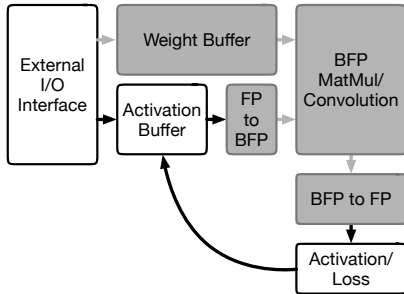 External
I/O
Interface
Weight Buffer
BFP
MatMul/
Convolution
Activation
Buffer
FP
to
BFP
BFP to FP
Activation/
Loss